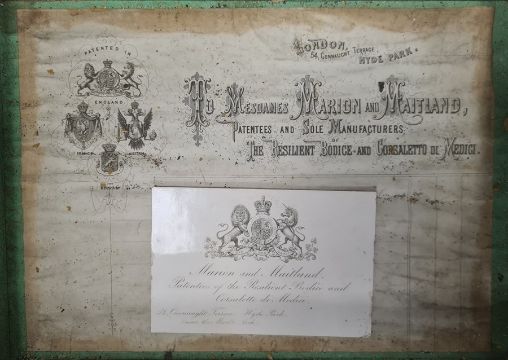 PATENTED IN
ENGLAND
LONDON,
54, CONNAUGHT TERRACE,
HYDE PARK.
TO MESDAMES MARION AND MAITLAND,
PATENTEES AND SOLE MANUFACTURERS
OF
THE RESILIENT BODICE AND CORSALETTO DI MEDICI.
Marion and Maitland,
Patentees of the Resilient Bodice and
Corsaletto di Medici
54, Connaught Terrace Hyde Park